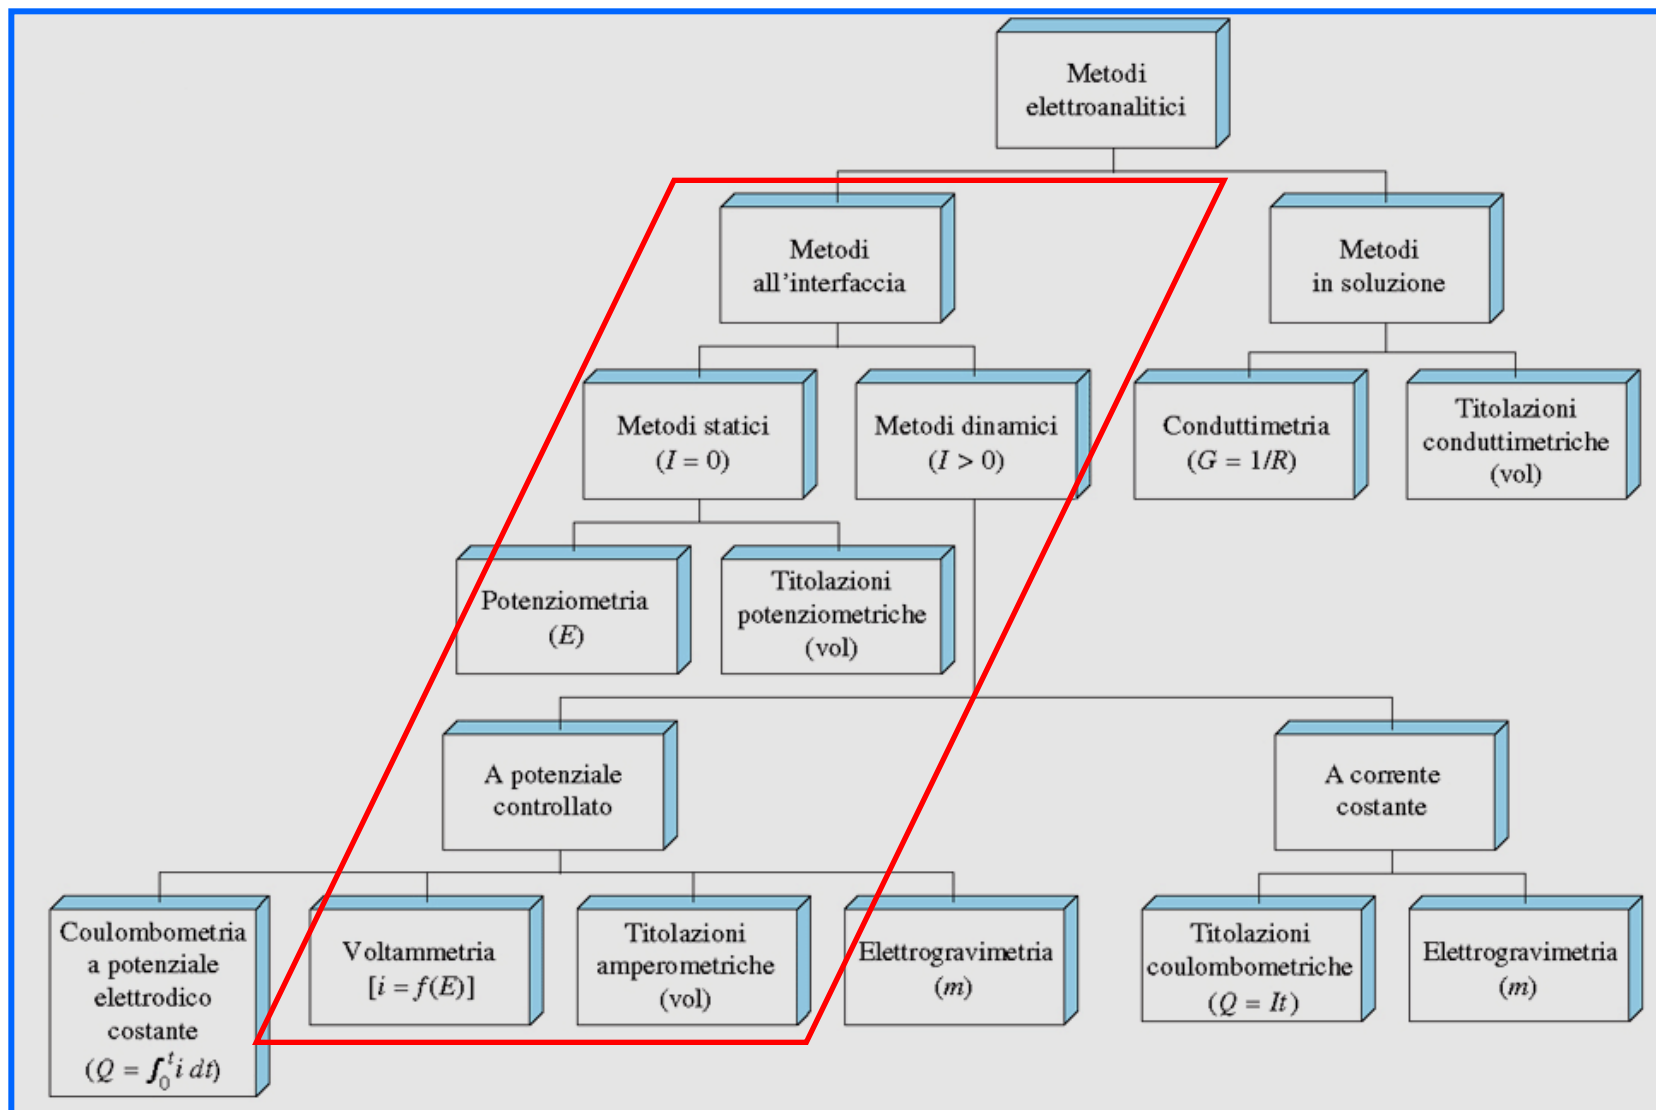 Metodi
elettroanalitici
Metodi
all'interfaccia
Metodi
in soluzione
Metodi statici
(I = 0)
Metodi dinamici
(I > 0)
Conduttimetria
(G = 1/R)
Titolazioni
conduttimetriche
(vol)
Potenziometria
(E)
Titolazioni
potenziometriche
(vol)
A potenziale
controllato
A corrente
costante
Coulombometria
a potenziale
elettrodico
costante
(Q = ∫₀ᵗ i dt)
Voltammetria
[i = f(E)]
Titolazioni
amperometriche
(vol)
Elettrogravimetria
(m)
Titolazioni
coulombometriche
(Q = It)
Elettrogravimetria
(m)